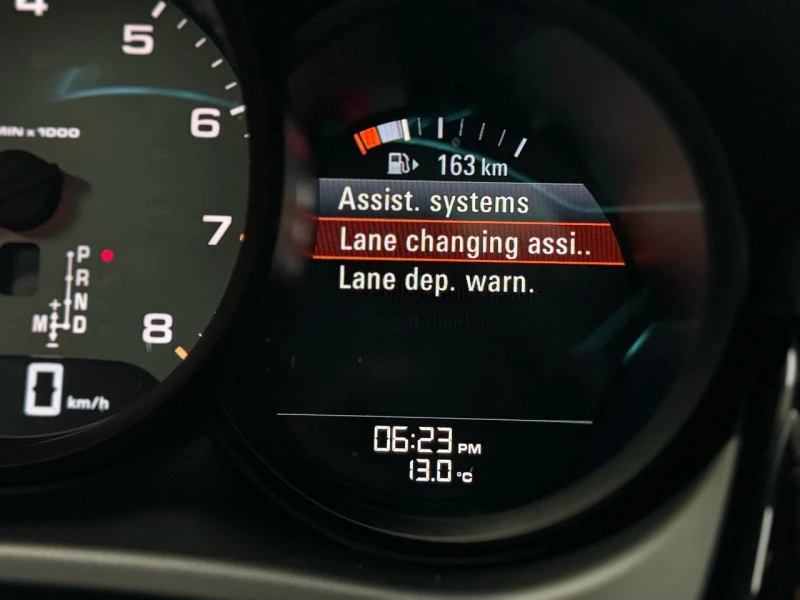 4
5
6
MIN x 1000
7
8
P
R
N
M D
0 km/h
163 km
Assist. systems
Lane changing assi..
Lane dep. warn.
06:23 PM
13.0 °C